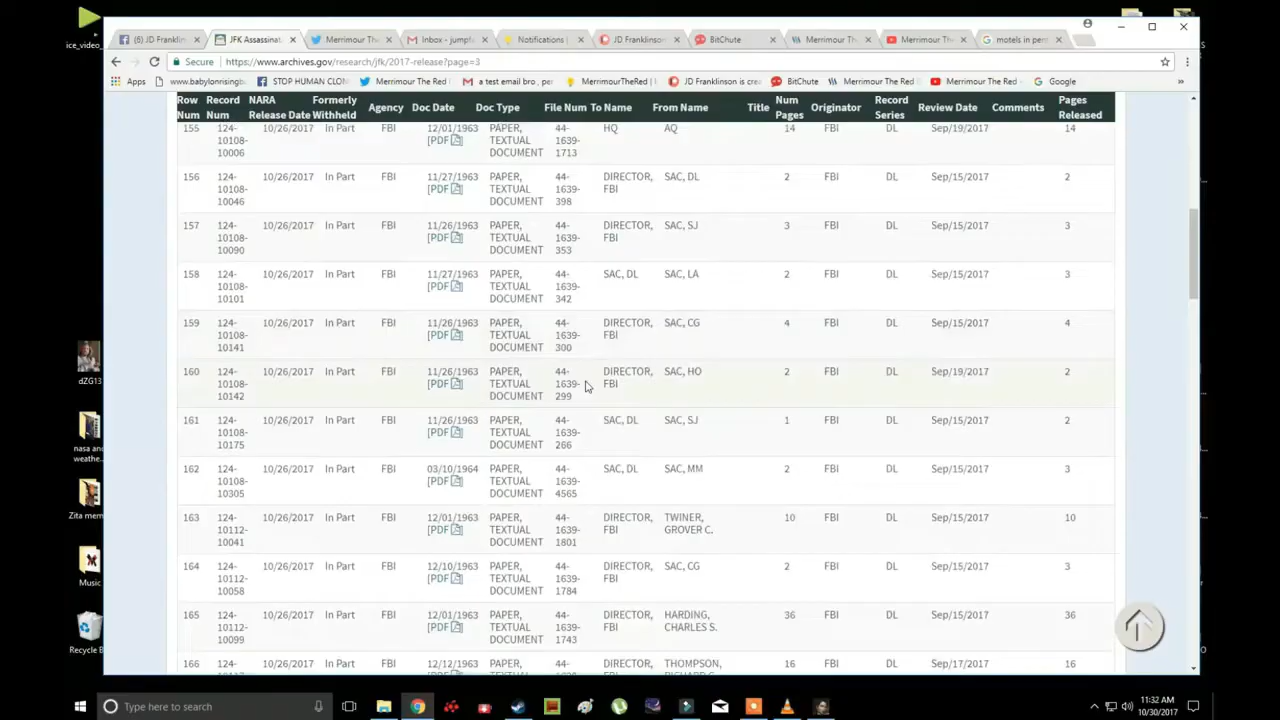 ice_video_
(6) JD Franklin
JFK Assassinat
Merrimour The
Inbox - jumpf
Notifications |
JD Franklinson
BitChute
Merrimour Th
Merrimour Th
motels in pem
Secure
https://www.archives.gov/research/jfk/2017-release?page=3
Apps
www.babylonrisingb
STOP HUMAN CLON
Merrimour The Red
a test email bro , pe
MerrimourTheRed |
JD Franklinson is cre
BitChute
Merrimour The Red
Merrimour The Red
Google
»
Row Num Record Num NARA Release Date Formerly Withheld Agency Doc Date Doc Type File Num To Name From Name Title Num Pages Originator Record Series Review Date Comments Pages Released
155 124- 10/26/2017 In Part FBI 12/01/1963 PAPER, 44- HQ AQ 14 FBI DL Sep/19/2017 14
10108- [PDF] TEXTUAL 1639-
10006 DOCUMENT 1713
156 124- 10/26/2017 In Part FBI 11/27/1963 PAPER, 44- DIRECTOR, SAC, DL 2 FBI DL Sep/15/2017 2
10108- [PDF] TEXTUAL 1639- FBI
10046 DOCUMENT 398
157 124- 10/26/2017 In Part FBI 11/26/1963 PAPER, 44- DIRECTOR, SAC, SJ 3 FBI DL Sep/15/2017 3
10108- [PDF] TEXTUAL 1639- FBI
10090 DOCUMENT 353
158 124- 10/26/2017 In Part FBI 11/27/1963 PAPER, 44- SAC, DL SAC, LA 2 FBI DL Sep/15/2017 3
10108- [PDF] TEXTUAL 1639-
10101 DOCUMENT 342
159 124- 10/26/2017 In Part FBI 11/28/1963 PAPER, 44- DIRECTOR, SAC, CG 4 FBI DL Sep/15/2017 4
10108- [PDF] TEXTUAL 1639- FBI
10141 DOCUMENT 300
160 124- 10/26/2017 In Part FBI 11/26/1963 PAPER, 44- DIRECTOR, SAC, HO 2 FBI DL Sep/19/2017 2
10108- [PDF] TEXTUAL 1639- FBI
10142 DOCUMENT 299
161 124- 10/26/2017 In Part FBI 11/26/1963 PAPER, 44- SAC, DL SAC, SJ 1 FBI DL Sep/15/2017 2
10108- [PDF] TEXTUAL 1639-
10175 DOCUMENT 266
162 124- 10/26/2017 In Part FBI 03/10/1964 PAPER, 44- SAC, DL SAC, MM 2 FBI DL Sep/15/2017 3
10108- [PDF] TEXTUAL 1639-
10305 DOCUMENT 4565
163 124- 10/26/2017 In Part FBI 12/01/1963 PAPER, 44- DIRECTOR, TWINER, 10 FBI DL Sep/15/2017 10
10112- [PDF] TEXTUAL 1639- FBI GROVER C.
10041 DOCUMENT 1801
164 124- 10/26/2017 In Part FBI 12/10/1963 PAPER, 44- DIRECTOR, SAC, CG 2 FBI DL Sep/15/2017 3
10112- [PDF] TEXTUAL 1639- FBI
10058 DOCUMENT 1784
165 124- 10/26/2017 In Part FBI 12/01/1963 PAPER, 44- DIRECTOR, HARDING, 36 FBI DL Sep/15/2017 36
10112- [PDF] TEXTUAL 1639- FBI CHARLES S.
10099 DOCUMENT 1743
166 124- 10/26/2017 In Part FBI 12/12/1963 PAPER, 44- DIRECTOR, THOMPSON, 16 FBI DL Sep/17/2017 16
dZG13
nasa and
weathe...
Zita mem
Music
Recycle B
Type here to search
11:32 AM
10/30/2017